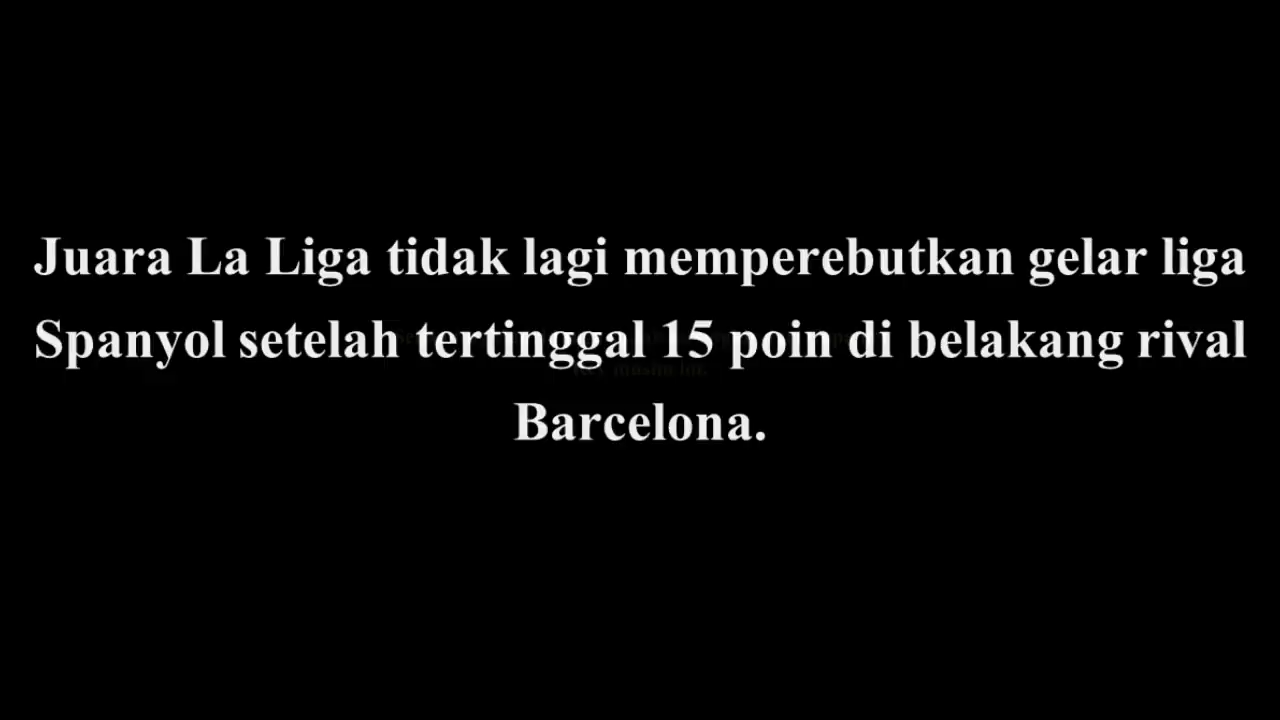 Juara La Liga tidak lagi memperebutkan gelar liga
Spanyol setelah tertinggal 15 poin di belakang rival
Barcelona.